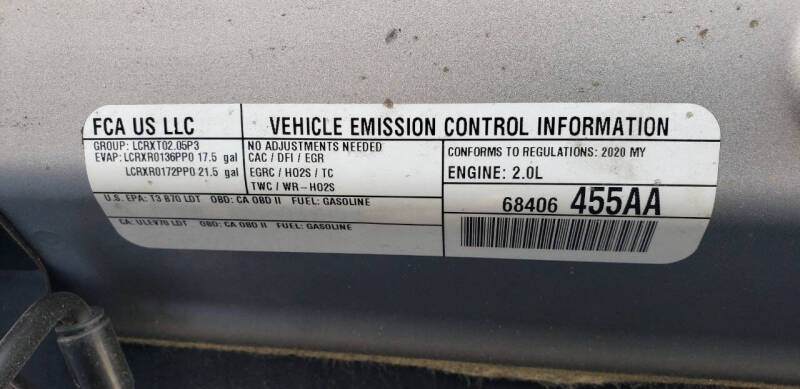 FCA US LLC
VEHICLE EMISSION CONTROL INFORMATION
GROUP: LCRXT02.05P3
EVAP: LCRXR0136PP0 17.5 gal
LCRXR0172PP0 21.5 gal
NO ADJUSTMENTS NEEDED
CAC / DFI / EGR
EGRC / HO2S / TC
TWC / WR-HO2S
CONFORMS TO REGULATIONS: 2020 MY
ENGINE: 2.0L
U.S. EPA: T3 B70 LDT OBD: CA OBD II FUEL: GASOLINE
CA: ULEV70 LDT OBD: CA OBD II FUEL: GASOLINE
68406 455AA